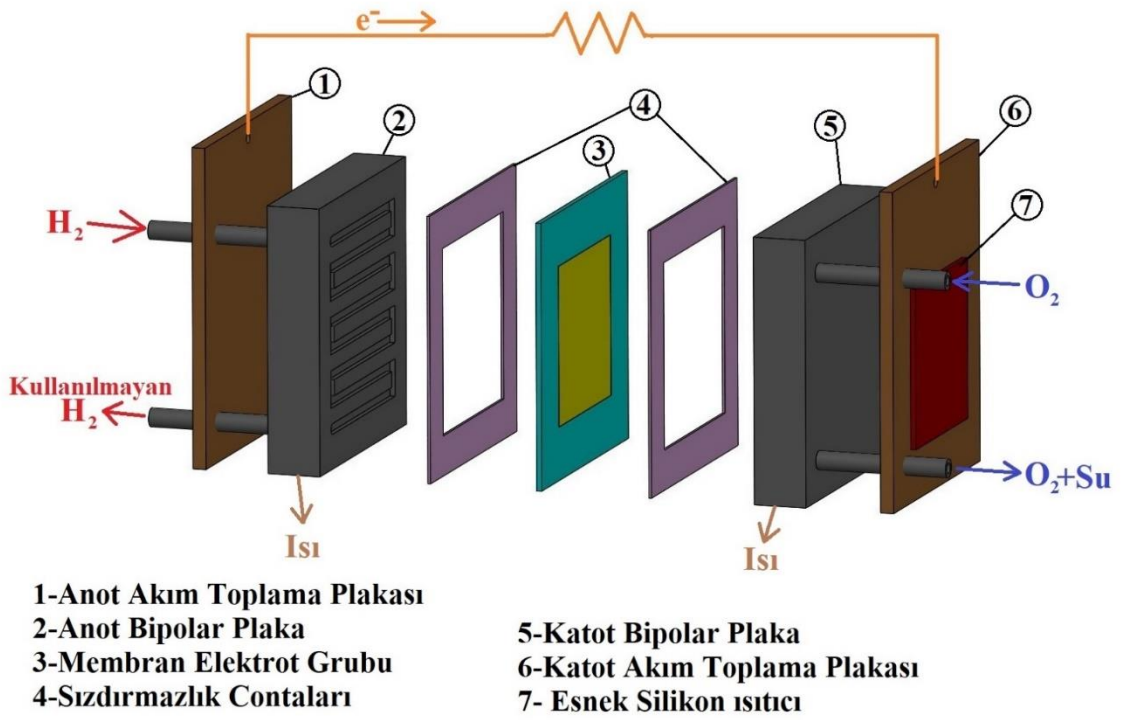 e⁻
1
2
4
3
5
6
7
H₂
O₂
Kullanılmayan
H₂
O₂+Su
Isı
Isı
1-Anot Akım Toplama Plakası
2-Anot Bipolar Plaka
3-Membran Elektrot Grubu
4-Sızdırmazlık Contaları
5-Katot Bipolar Plaka
6-Katot Akım Toplama Plakası
7- Esnek Silikon ısıtıcı